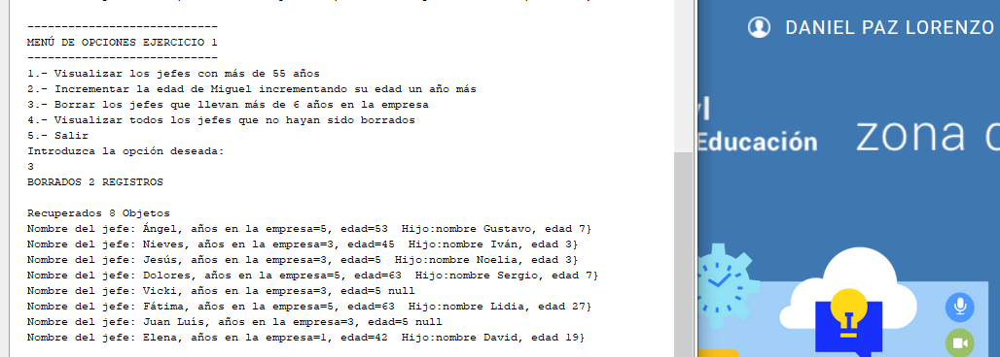 ----------------------------
MENÚ DE OPCIONES EJERCICIO 1
----------------------------
1.- Visualizar los jefes con más de 55 años
2.- Incrementar la edad de Miguel incrementando su edad un año más
3.- Borrar los jefes que llevan más de 6 años en la empresa
4.- Visualizar todos los jefes que no hayan sido borrados
5.- Salir
Introduzca la opción deseada:
3
BORRADOS 2 REGISTROS
Recuperados 8 Objetos
Nombre del jefe: Ángel, años en la empresa=5, edad=53  Hijo:nombre Gustavo, edad 7}
Nombre del jefe: Nieves, años en la empresa=3, edad=45  Hijo:nombre Iván, edad 3}
Nombre del jefe: Jesús, años en la empresa=3, edad=5  Hijo:nombre Noelia, edad 3}
Nombre del jefe: Dolores, años en la empresa=5, edad=63  Hijo:nombre Sergio, edad 7}
Nombre del jefe: Vicki, años en la empresa=3, edad=5 null
Nombre del jefe: Fátima, años en la empresa=5, edad=63  Hijo:nombre Lidia, edad 27}
Nombre del jefe: Juan Luís, años en la empresa=3, edad=5 null
Nombre del jefe: Elena, años en la empresa=1, edad=42  Hijo:nombre David, edad 19}
DANIEL PAZ LORENZO
Educación
zona